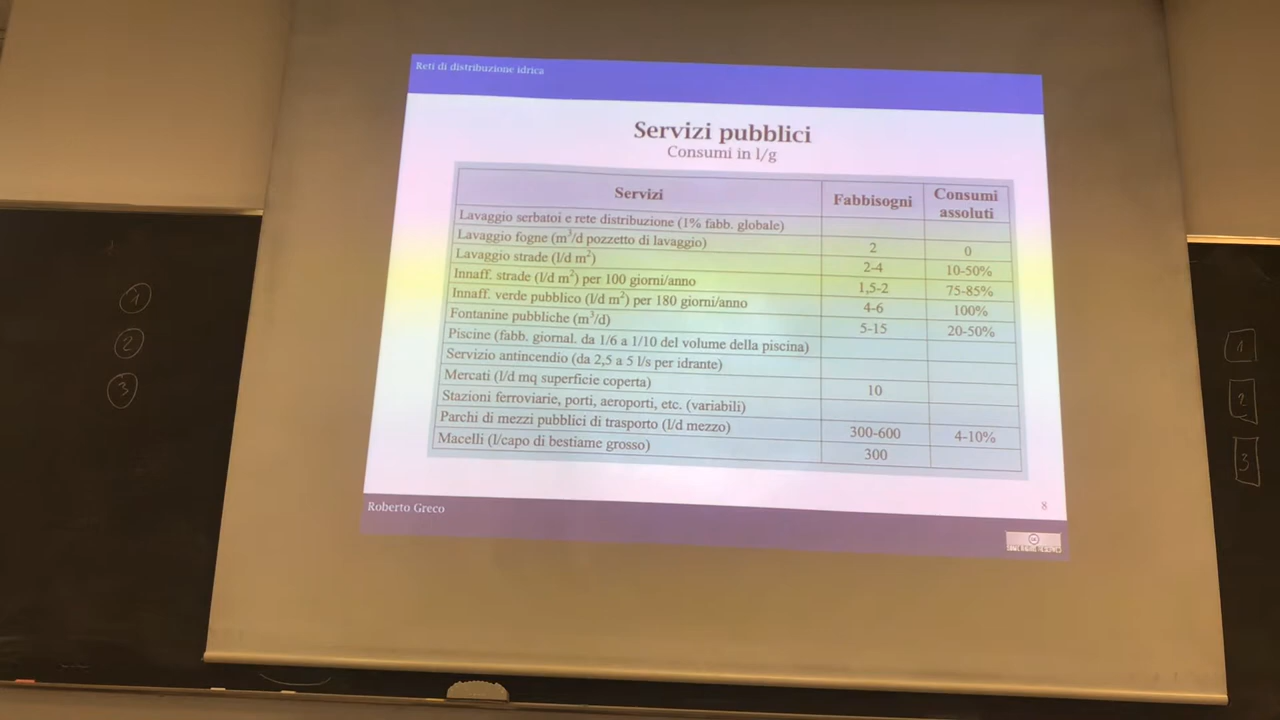 Reti di distribuzione idrica
Servizi pubblici
Consumi in l/g
Servizi Fabbisogni Consumi assoluti
Lavaggio serbatoi e rete distribuzione (1% fabb. globale)
Lavaggio fogne (m³/d pozzetto di lavaggio) 2 0
Lavaggio strade (l/d m²) 2-4 10-50%
Innaff. strade (l/d m²) per 100 giorni/anno 1,5-2 75-85%
Innaff. verde pubblico (l/d m²) per 180 giorni/anno 4-6 100%
Fontanine pubbliche (m³/d) 5-15 20-50%
Piscine (fabb. giornal. da 1/6 a 1/10 del volume della piscina)
Servizio antincendio (da 2,5 a 5 l/s per idrante)
Mercati (l/d mq superficie coperta) 10
Stazioni ferroviarie, porti, aeroporti, etc. (variabili)
Parchi di mezzi pubblici di trasporto (l/d mezzo) 300-600 4-10%
Macelli (l/capo di bestiame grosso) 300
Roberto Greco
8
1
2
3
1
2
3